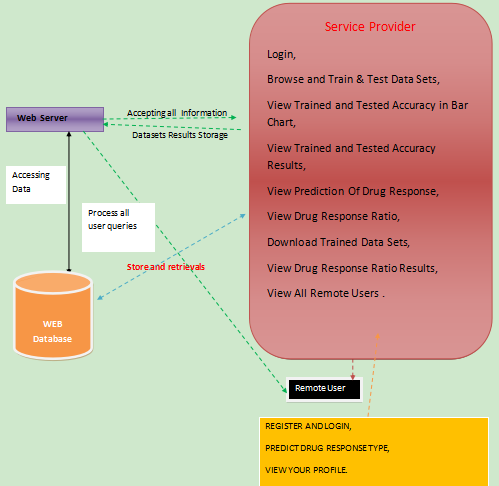 Service Provider
Login,
Browse and Train & Test Data Sets,
View Trained and Tested Accuracy in Bar
Chart,
View Trained and Tested Accuracy
Results,
View Prediction Of Drug Response,
View Drug Response Ratio,
Download Trained Data Sets,
View Drug Response Ratio Results,
View All Remote Users .
Web Server
Accepting all Information
Datasets Results Storage
Accessing
Data
Process all
user queries
Store and retrievals
WEB
Database
Remote User
REGISTER AND LOGIN,
PREDICT DRUG RESPONSE TYPE,
VIEW YOUR PROFILE.